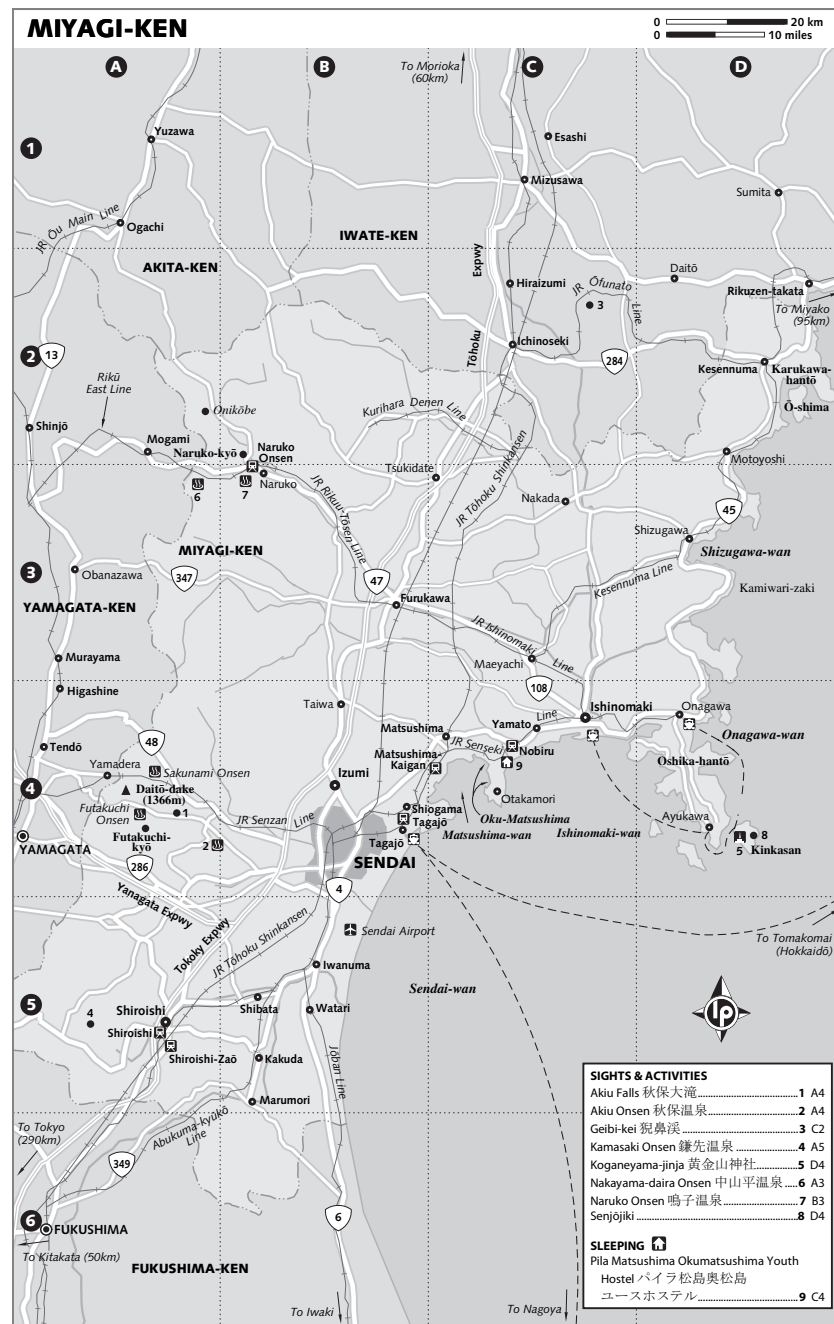 MIYAGI-KEN
0 20 km
0 10 miles
A
B
C
D
To Morioka
(60km)
1
Yuzawa
Esashi
Mizusawa
Sumita
JR Ōu Main Line
Ogachi
IWATE-KEN
AKITA-KEN
Tōhoku Expwy
Hiraizumi
JR Ōfunato Line
3
Daitō
Rikuzen-takata
To Miyako
(95km)
2
13
Ichinoseki
284
Rikū
East Line
Kesennuma
Karukawa-
hantō
Ō-shima
Onikōbe
Kurihara Denen Line
Shinjō
Mogami
Naruko-kyō
Naruko
Onsen
Naruko
6
7
Tsukidate
JR Tōhoku Shinkansen
Motoyoshi
JR Rikuu-Tōsen Line
Nakada
45
Shizugawa
Shizugawa-wan
MIYAGI-KEN
3
Obanazawa
347
47
Kesennuma Line
Kamiwari-zaki
YAMAGATA-KEN
Furukawa
JR Ishinomaki Line
Murayama
Maeyachi
Higashine
108
Taiwa
Ishinomaki
Onagawa
Yamato
Line
Matsushima
Onagawa-wan
48
Tendō
JR Senseki
Nobiru
Matsushima-
Kaigan
9
Oshika-hantō
Yamadera
Sakunami Onsen
4
Daitō-dake
(1366m)
Izumi
Otakamori
Futakuchi
Onsen
1
JR Senzan Line
Shiogama
Tagajō
Oku-Matsushima
Matsushima-wan
Ishinomaki-wan
Ayukawa
8
5
Kinkasan
Futakuchi-
kyō
YAMAGATA
2
Tagajō
SENDAI
286
Yanagata Expwy
4
Tokoky Expwy
JR Tōhoku Shinkansen
Sendai Airport
To Tomakomai
(Hokkaidō)
Iwanuma
Sendai-wan
5
4
Shiroishi
Shibata
Watari
lp
Shiroishi
Shiroishi-Zaō
Kakuda
Jōban Line
Marumori
To Tokyo
(290km)
Abukuma-kyūkō
Line
349
6
FUKUSHIMA
6
To Kitakata (50km)
FUKUSHIMA-KEN
To Iwaki
To Nagoya
SIGHTS & ACTIVITIES
Akiu Falls 秋保大滝 1 A4
Akiu Onsen 秋保温泉 2 A4
Geibi-kei 猊鼻渓 3 C2
Kamasaki Onsen 鎌先温泉 4 A5
Koganeyama-jinja 黄金山神社 5 D4
Nakayama-daira Onsen 中山平温泉 6 A3
Naruko Onsen 鳴子温泉 7 B3
Senjōjiki 8 D4
SLEEPING
Pila Matsushima Okumatsushima Youth
Hostel パイラ松島奥松島
ユースホステル 9 C4